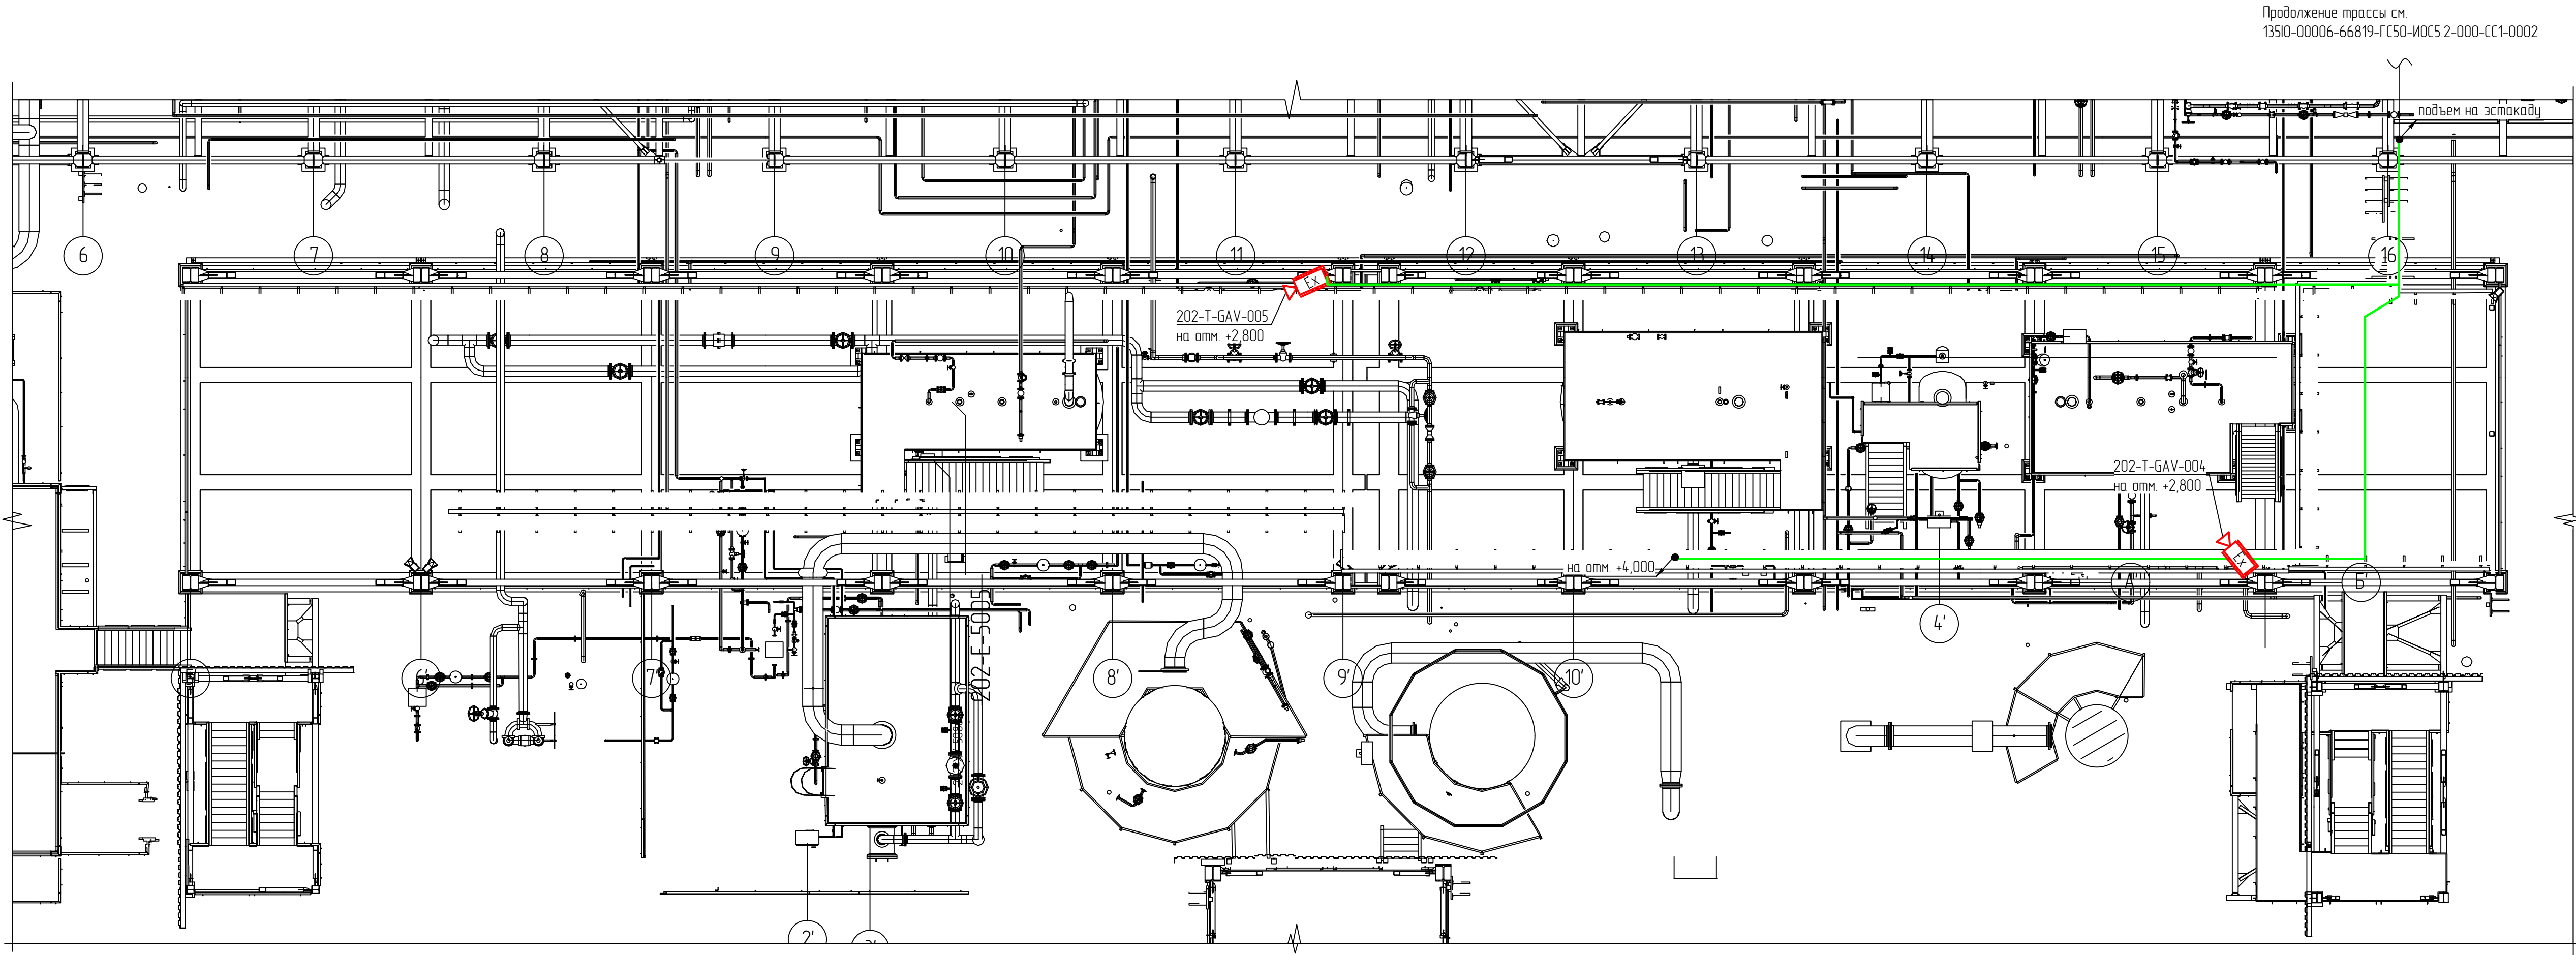 Продолжение трассы см.
13510-00006-66819-ГС50-ИОС5.2-000-СС1-0002
подъем на эстакаду
6
7
8
9
10
11
12
13
14
15
16
Ex
202-T-GAV-005
на отм. +2,800
202-T-GAV-004
на отм. +2,800
Ex
на отм. +4,000
А'
Б'
4'
202-E-5005
7'
8'
9'
10'
2'